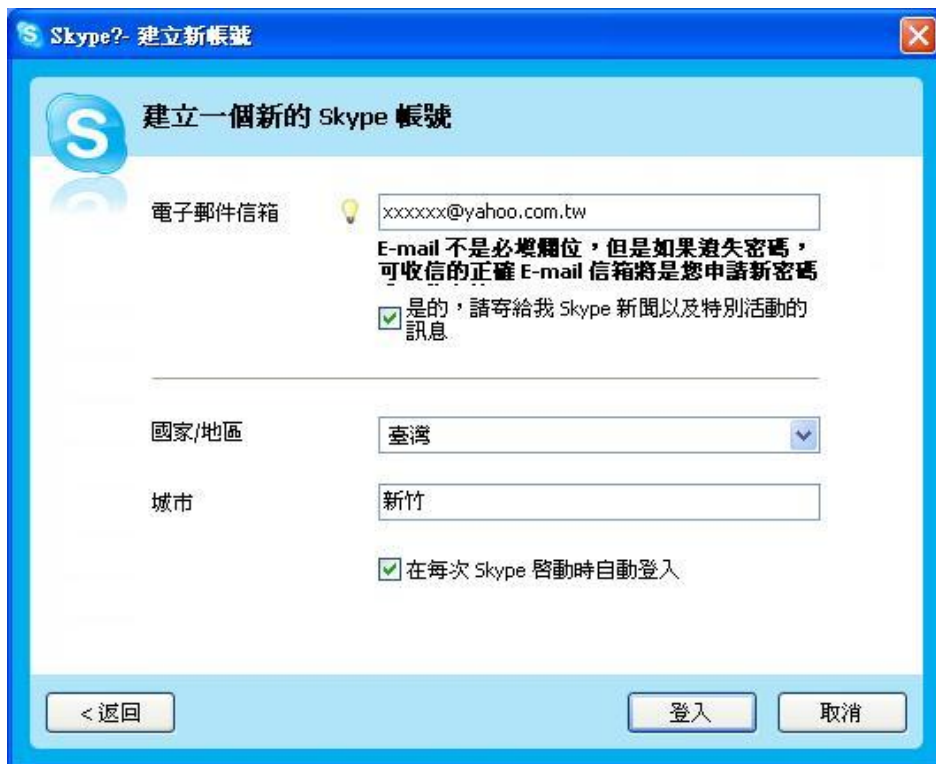 Skype?- 建立新帳號
建立一個新的 Skype 帳號
電子郵件信箱
xxxxxx@yahoo.com.tw
E-mail 不是必填欄位，但是如果遺失密碼，
可收信的正確 E-mail 信箱將是您申請新密碼
是的，請寄給我 Skype 新聞以及特別活動的
訊息
國家/地區
臺灣
城市
新竹
在每次 Skype 啓動時自動登入
< 返回
登入
取消